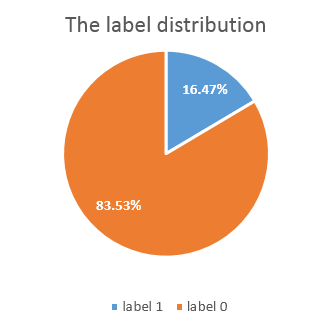 The label distribution
16.47%
83.53%
label 1 label 0